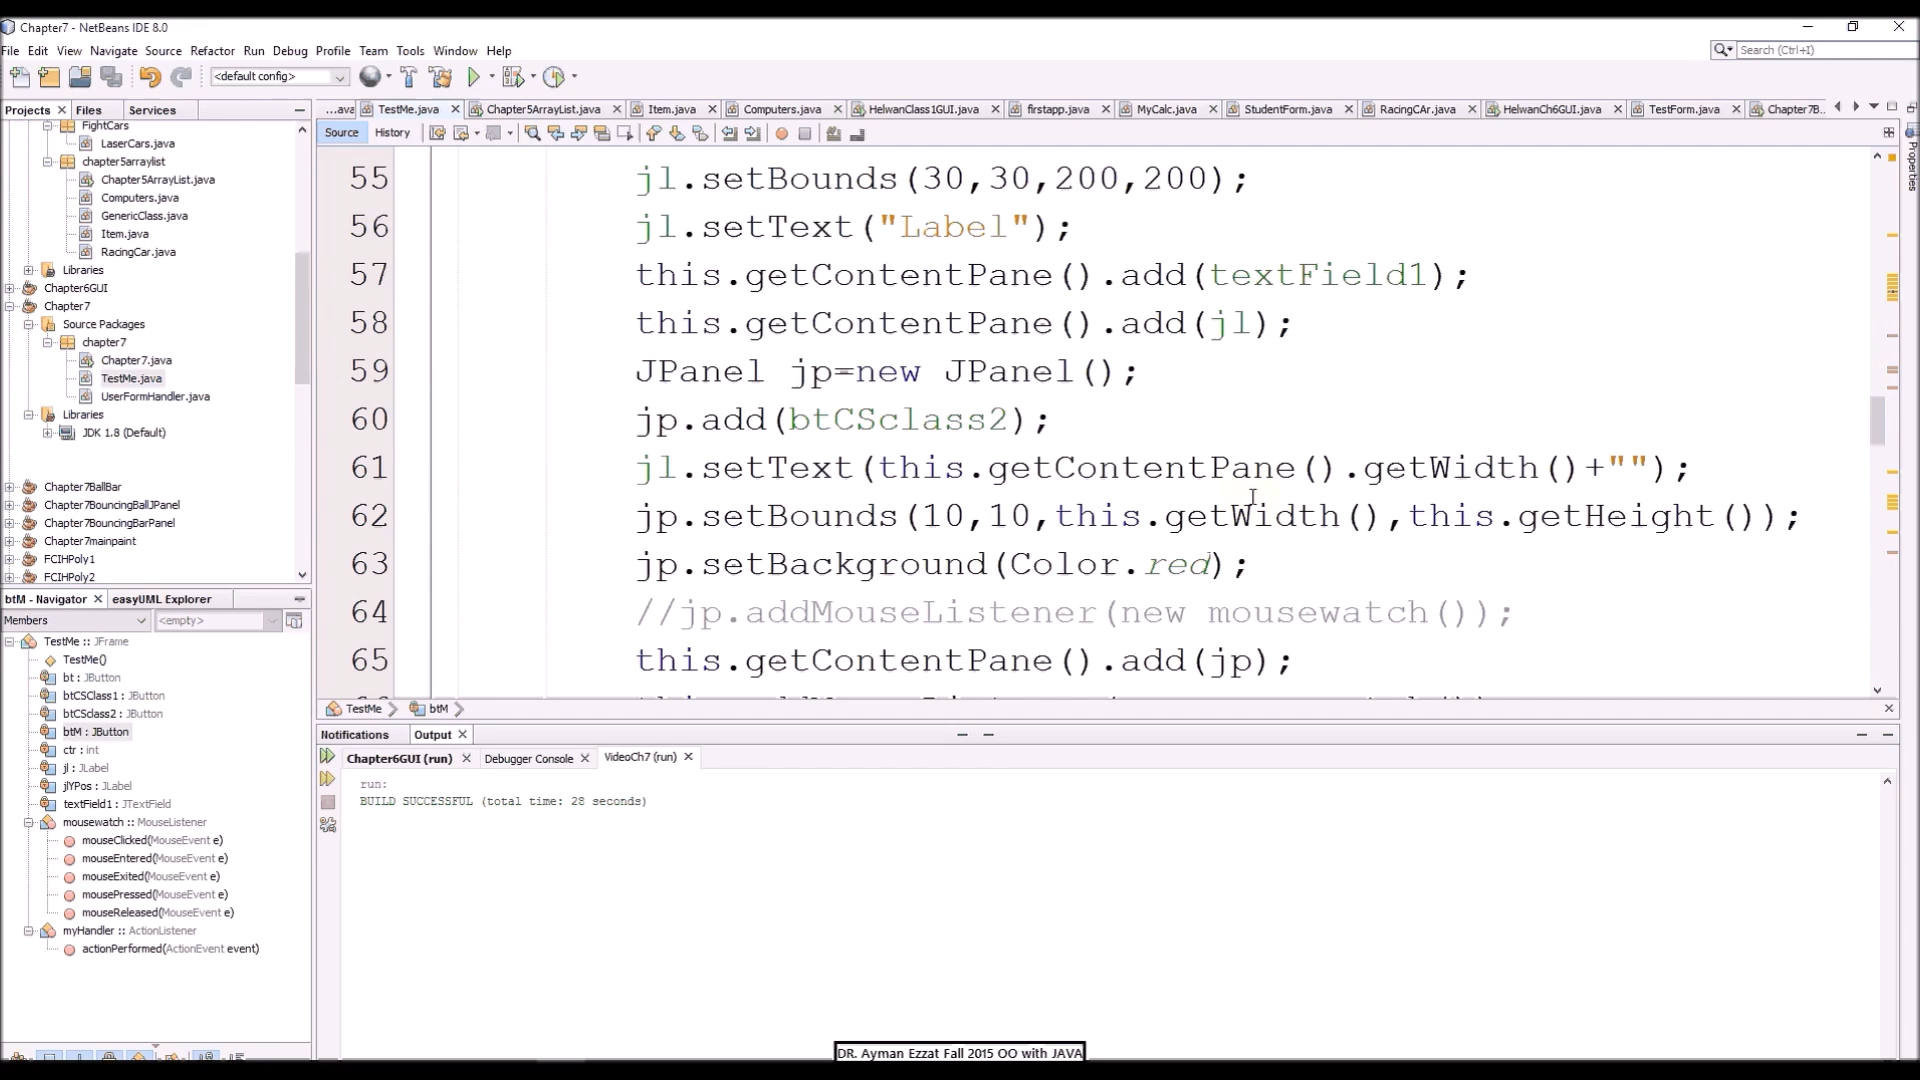 Chapter7 - NetBeans IDE 8.0
File Edit View Navigate Source Refactor Run Debug Profile Team Tools Window Help
Search (Ctrl+I)
<default config>
Projects Files Services
...ava TestMe.java Chapter5ArrayList.java Item.java Computers.java HelwanClass1GUI.java firstapp.java MyCalc.java StudentForm.java RacingCAr.java HelwanCh6GUI.java TestForm.java Chapter7B...
Source History
Properties
FightCars
LaserCars.java
chapter5arraylist
Chapter5ArrayList.java
Computers.java
GenericClass.java
Item.java
RacingCar.java
Libraries
Chapter6GUI
Chapter7
Source Packages
chapter7
Chapter7.java
TestMe.java
UserFormHandler.java
Libraries
JDK 1.8 (Default)
Chapter7BallBar
Chapter7BouncingBallJPanel
Chapter7BouncingBarPanel
Chapter7mainpaint
FCIHPoly1
FCIHPoly2
55 jl.setBounds(30,30,200,200);
56 jl.setText("Label");
57 this.getContentPane().add(textField1);
58 this.getContentPane().add(jl);
59 JPanel jp=new JPanel();
60 jp.add(btCSclass2);
61 jl.setText(this.getContentPane().getWidth()+"");
62 jp.setBounds(10,10,this.getWidth(),this.getHeight());
63 jp.setBackground(Color.red);
64 //jp.addMouseListener(new mousewatch());
65 this.getContentPane().add(jp);
TestMe btM
btM - Navigator easyUML Explorer
Members <empty>
TestMe :: JFrame
TestMe()
bt : JButton
btCSClass1 : JButton
btCSclass2 : JButton
btM : JButton
ctr : int
jl : JLabel
jlYPos : JLabel
textField1 : JTextField
mousewatch :: MouseListener
mouseClicked(MouseEvent e)
mouseEntered(MouseEvent e)
mouseExited(MouseEvent e)
mousePressed(MouseEvent e)
mouseReleased(MouseEvent e)
myHandler :: ActionListener
actionPerformed(ActionEvent event)
Notifications Output
Chapter6GUI (run) Debugger Console VideoCh7 (run)
run:
BUILD SUCCESSFUL (total time: 28 seconds)
DR. Ayman Ezzat Fall 2015 OO with JAVA